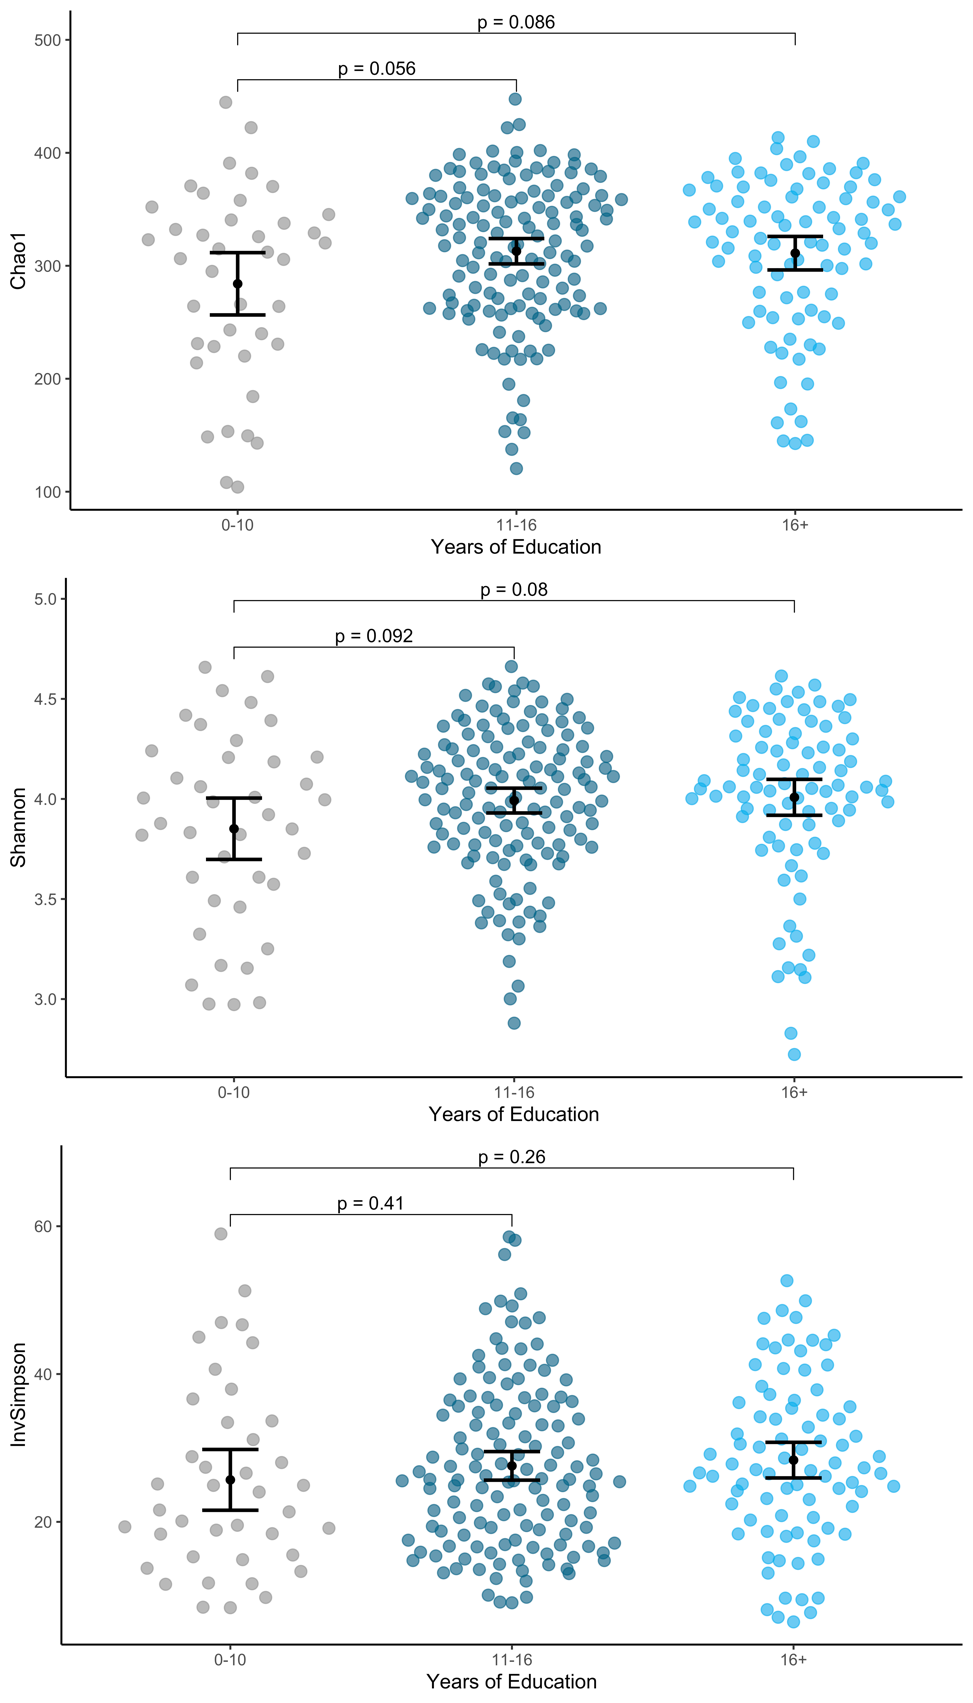 p = 0.086
500
p = 0.056
400
Chao1
300
200
100
0-10 11-16 16+
Years of Education
5.0
p = 0.08
p = 0.092
4.5
4.0
Shannon
3.5
3.0
0-10 11-16 16+
Years of Education
p = 0.26
p = 0.41
60
40
InvSimpson
20
0-10 11-16 16+
Years of Education